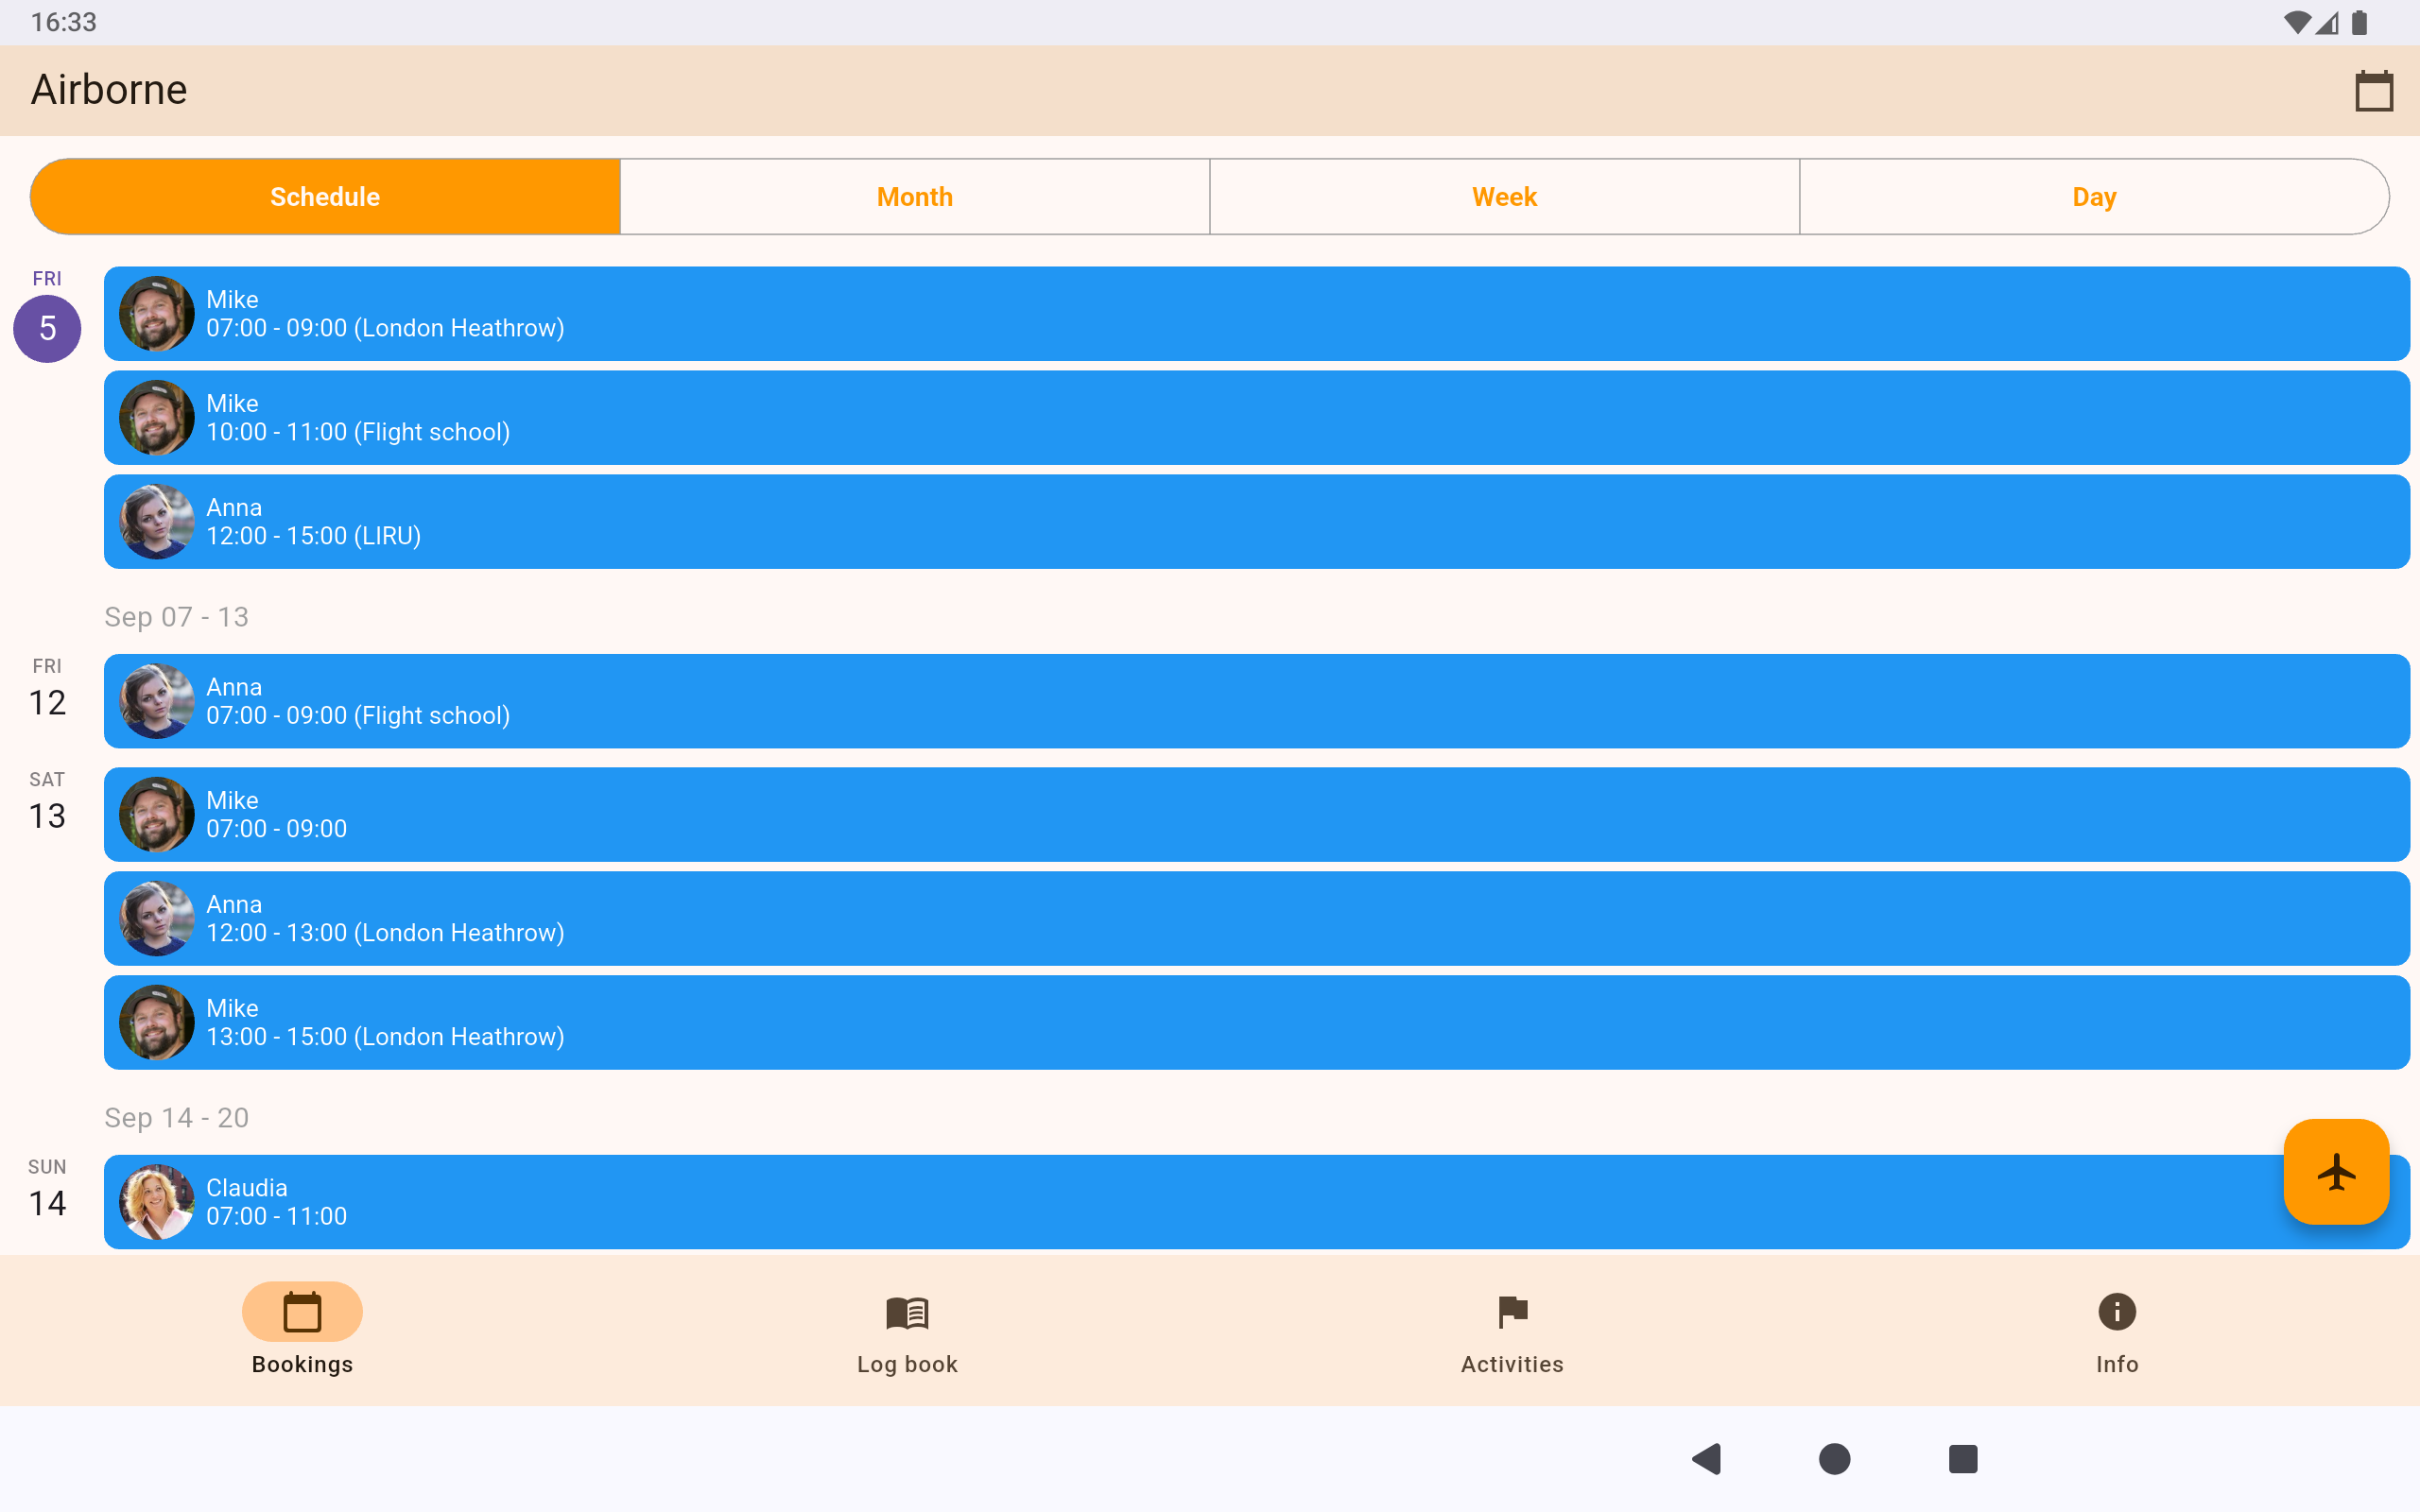 16:33
Airborne
Schedule
Month
Week
Day
FRI
5
Mike
07:00 - 09:00 (London Heathrow)
Mike
10:00 - 11:00 (Flight school)
Anna
12:00 - 15:00 (LIRU)
Sep 07 - 13
FRI
12
Anna
07:00 - 09:00 (Flight school)
SAT
13
Mike
07:00 - 09:00
Anna
12:00 - 13:00 (London Heathrow)
Mike
13:00 - 15:00 (London Heathrow)
Sep 14 - 20
SUN
14
Claudia
07:00 - 11:00
Bookings
Log book
Activities
Info